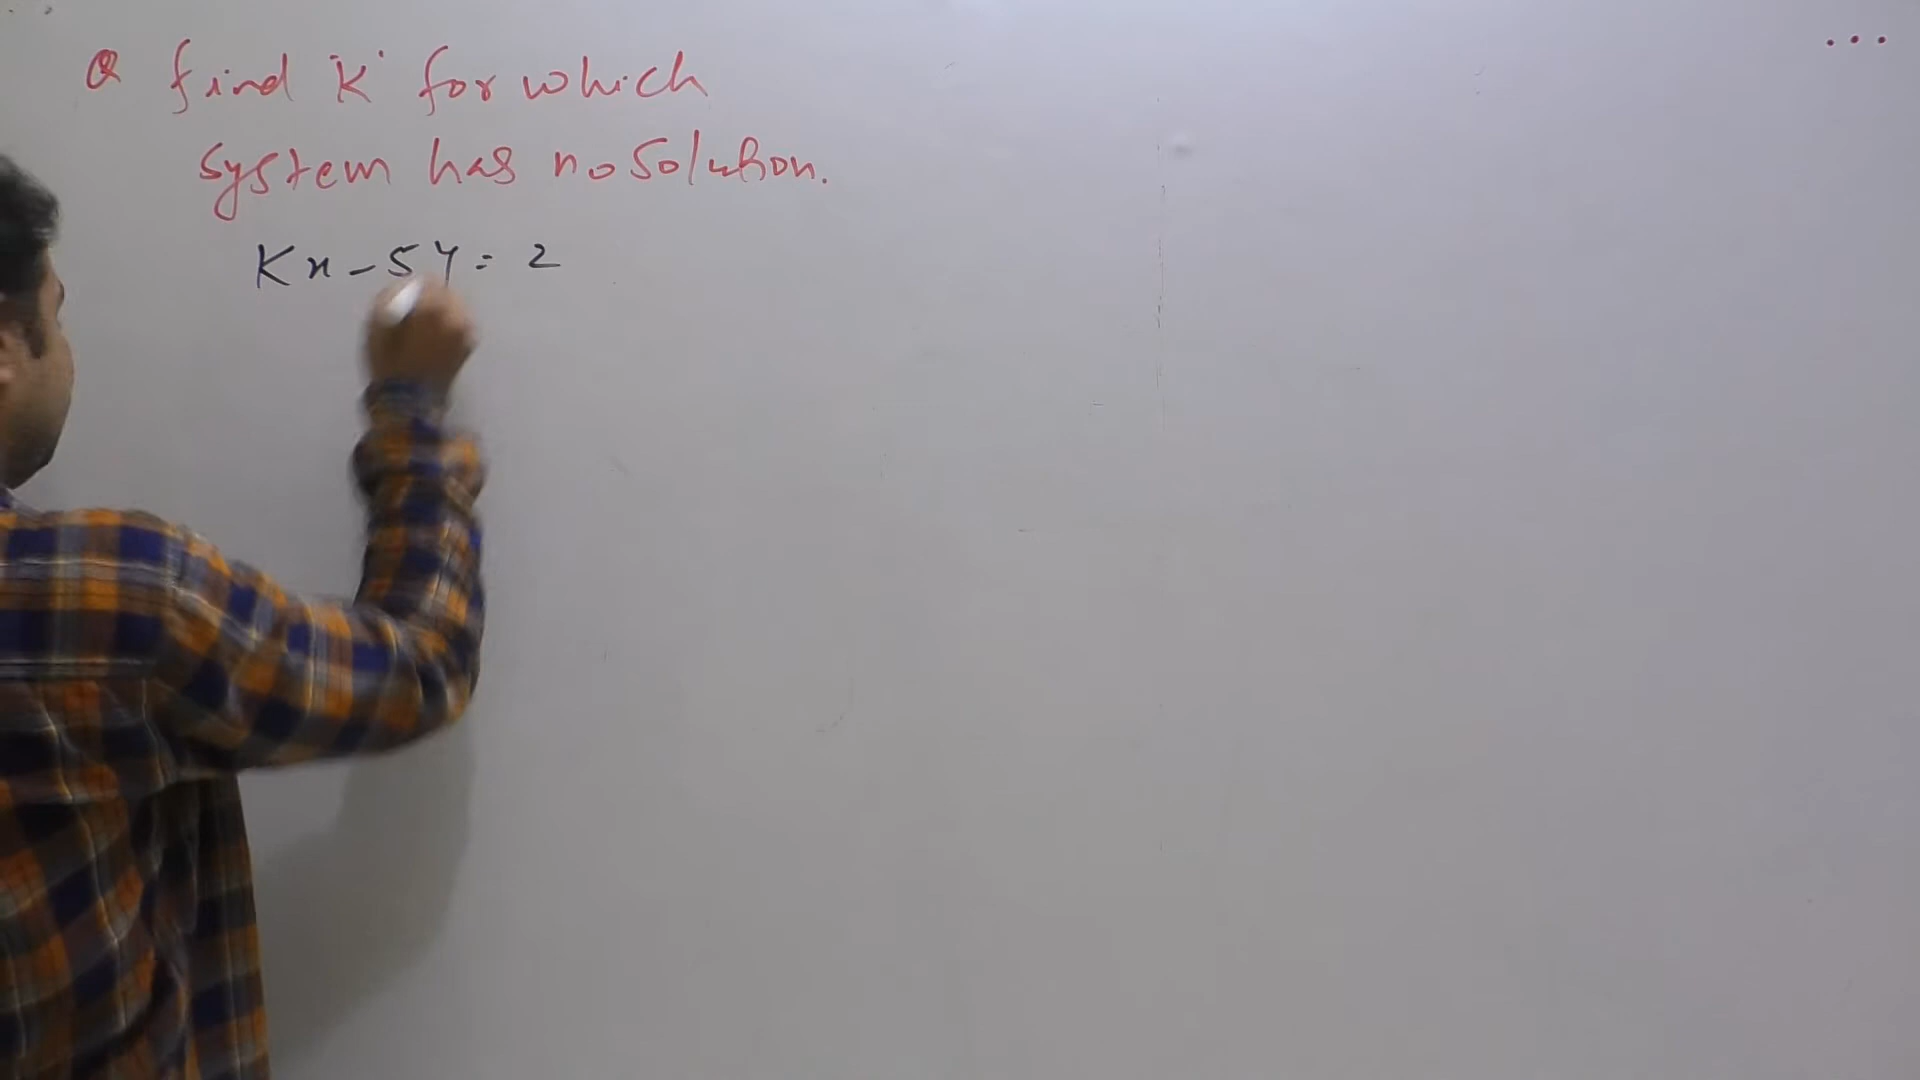 Q find 'K' for which
system has no solution.
Kx - 5y = 2